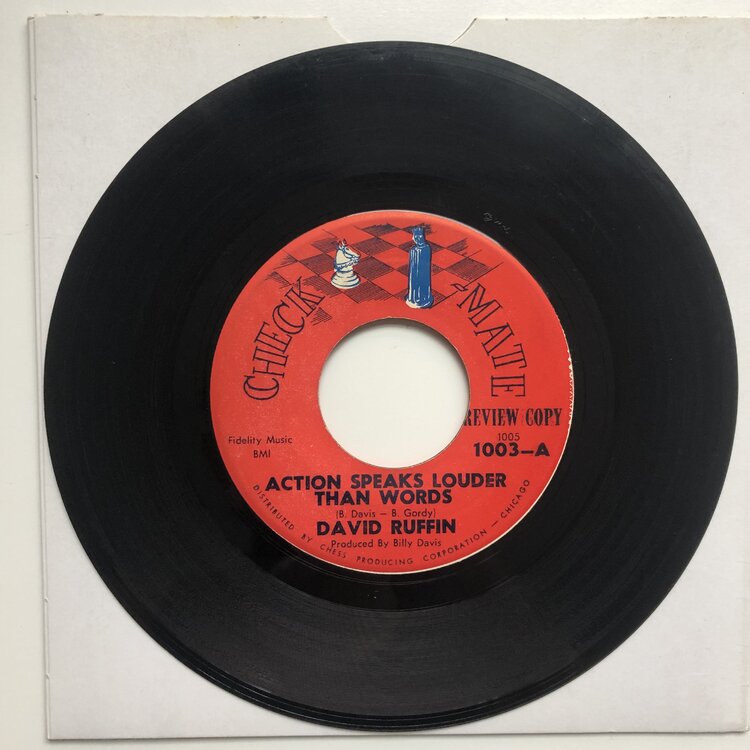 CHECK-MATE
REVIEW COPY
1005
1003-A
Fidelity Music
BMI
ACTION SPEAKS LOUDER
THAN WORDS
(B. Davis - B. Gordy)
DAVID RUFFIN
Produced By Billy Davis
DISTRIBUTED BY CHESS PRODUCING CORPORATION - CHICAGO